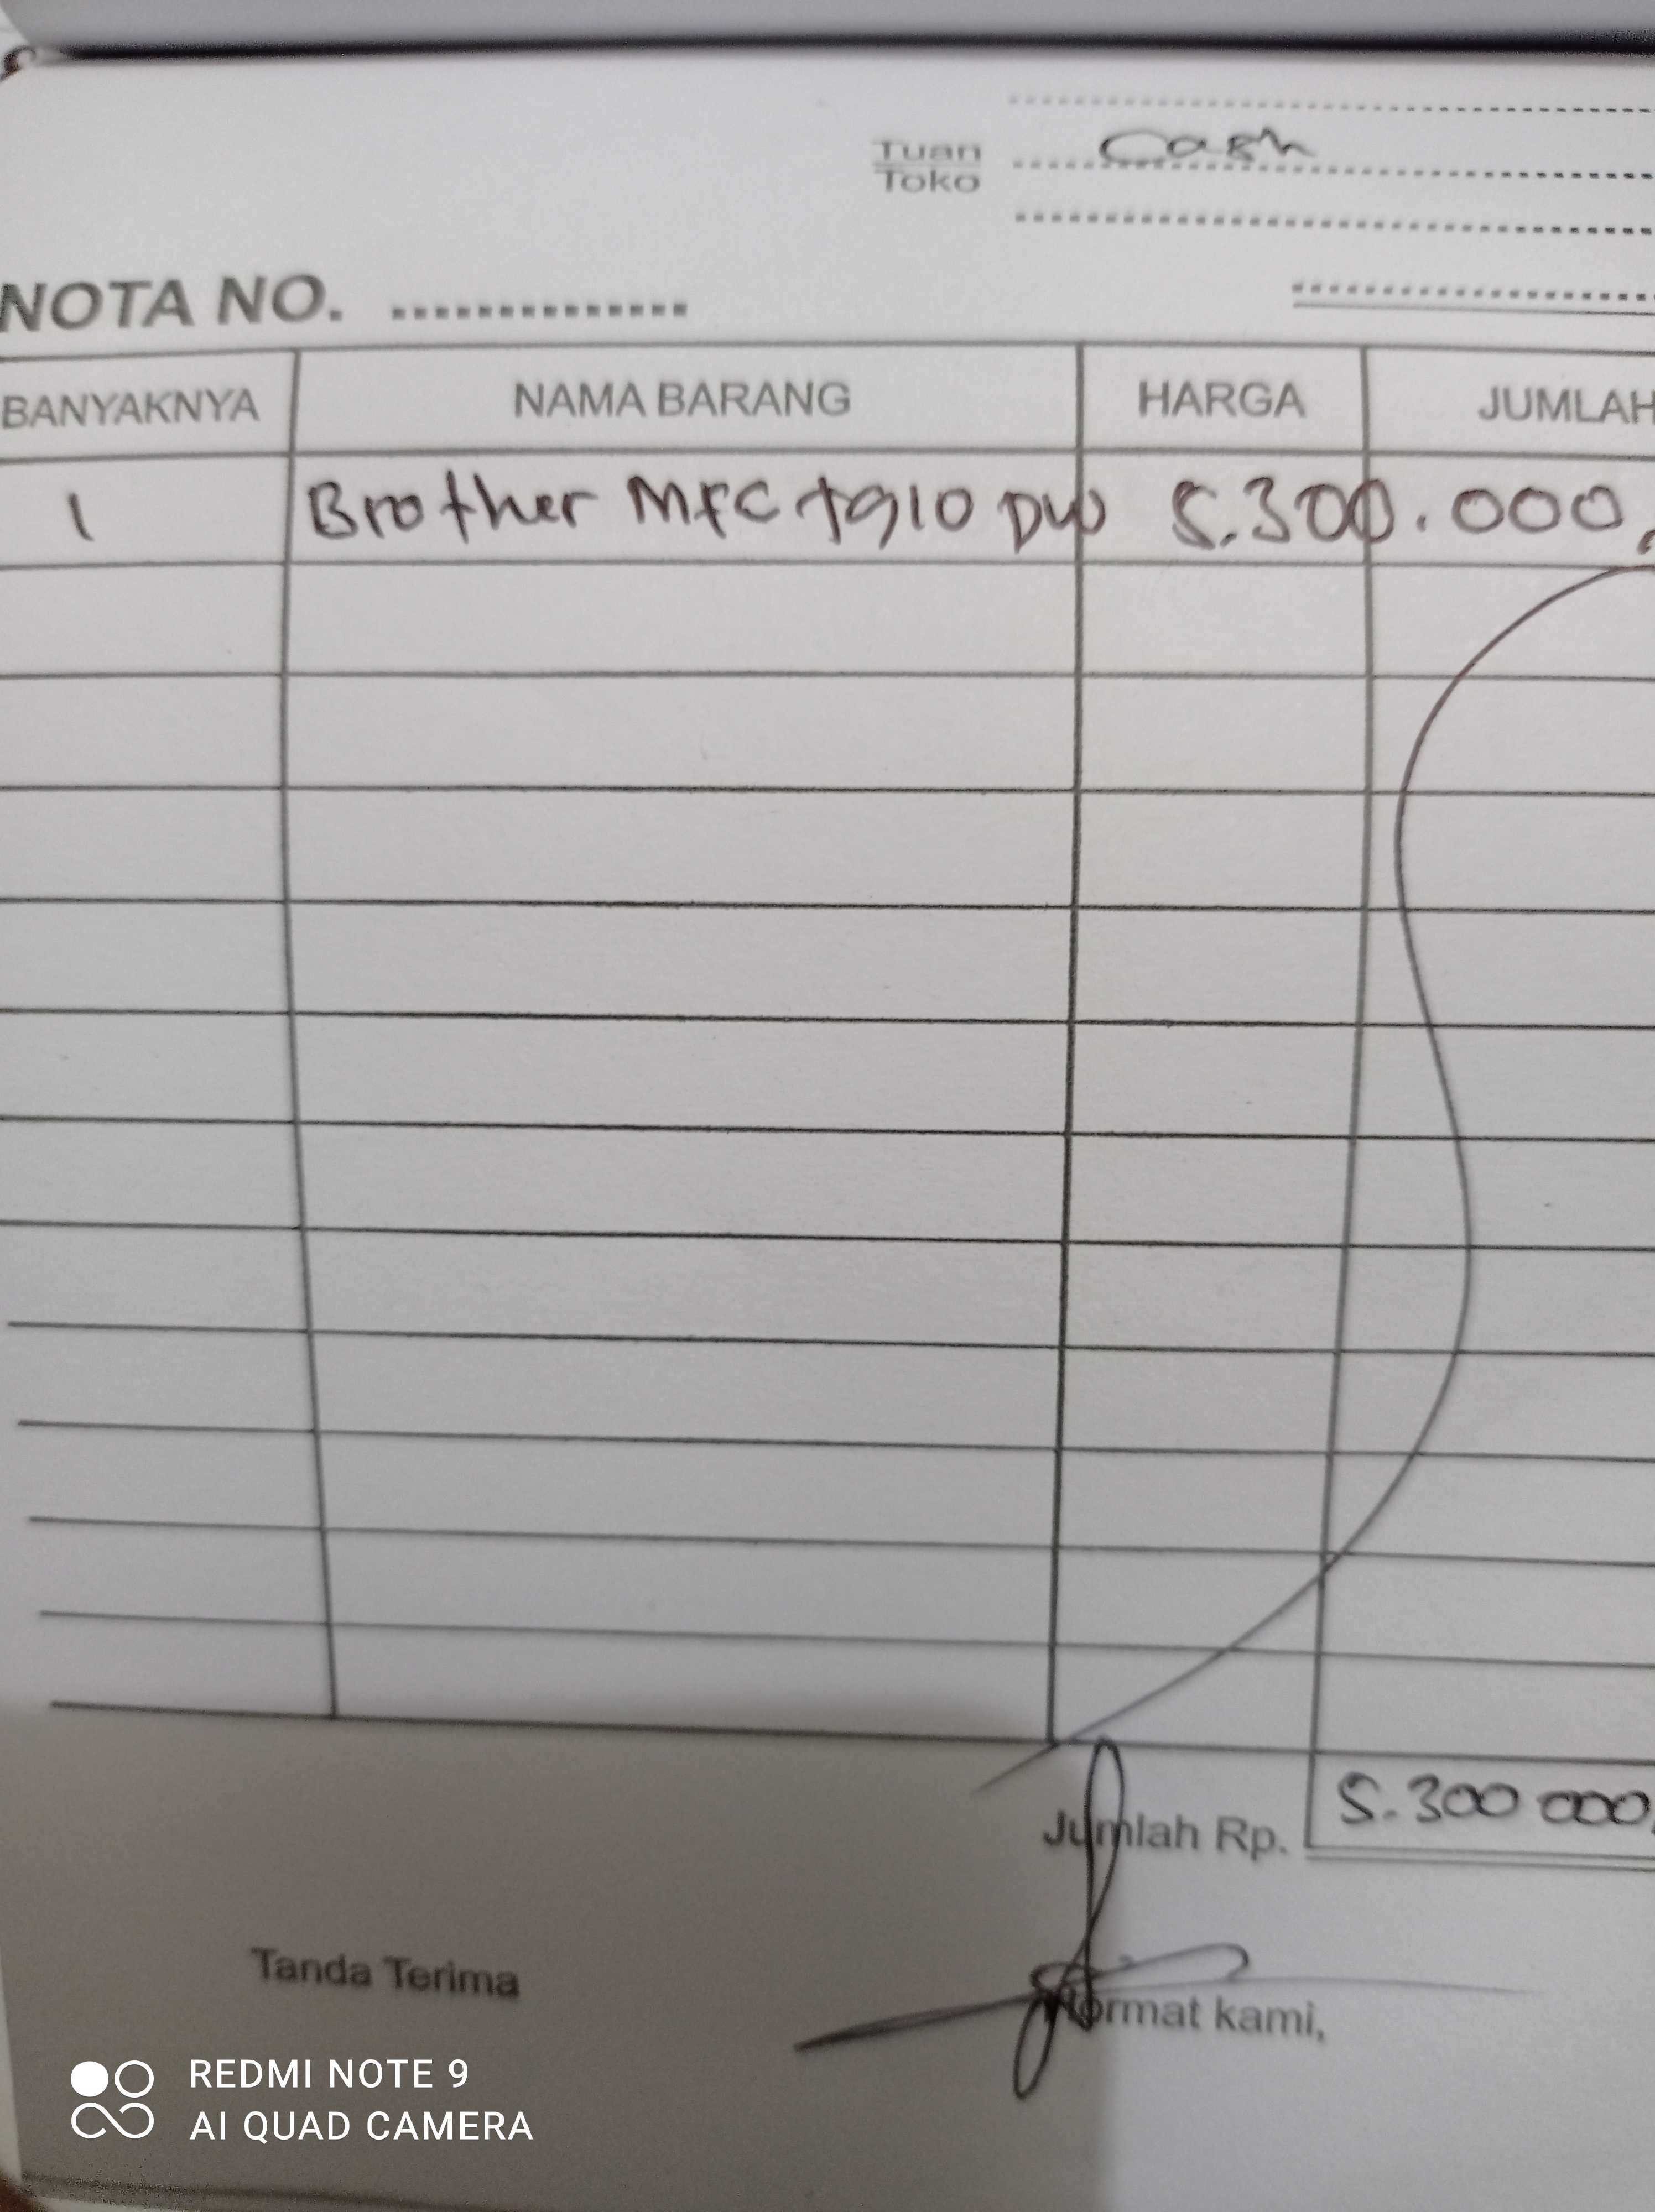 Tuan Cash
Toko
NOTA NO.
BANYAKNYA NAMA BARANG HARGA JUMLAH
1 Brother MFC t910 DW 5.300.000,
Jumlah Rp. 5.300 000,
Tanda Terima
Hormat kami,
REDMI NOTE 9
AI QUAD CAMERA